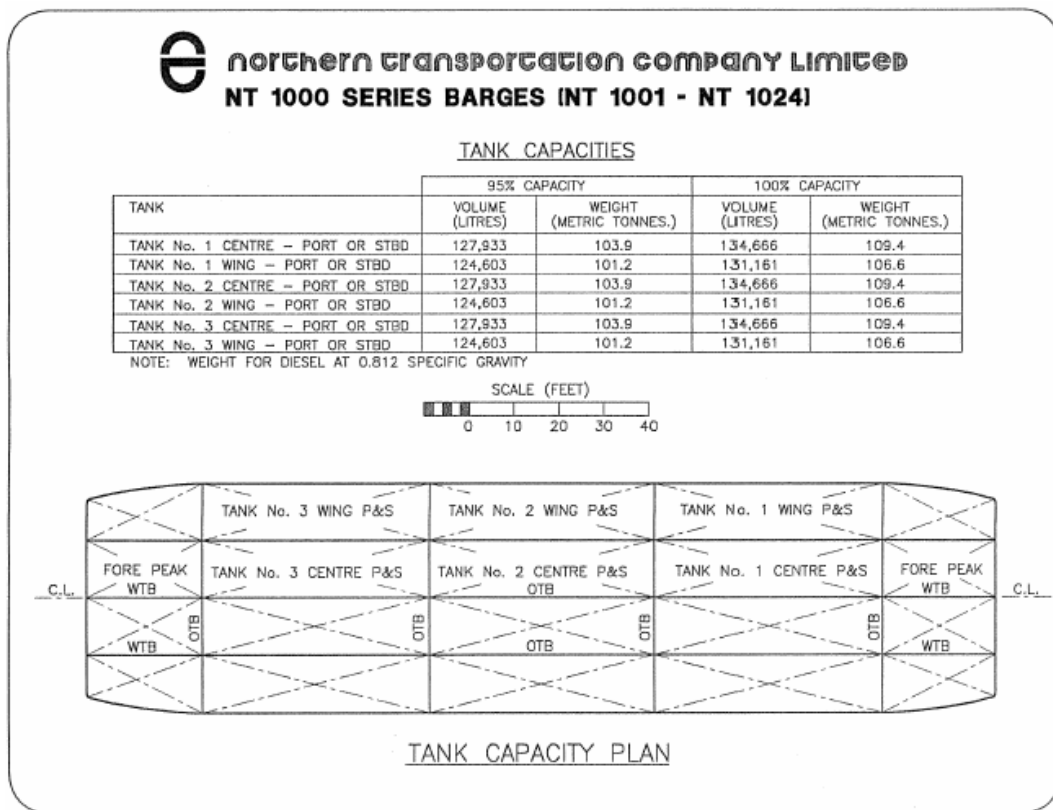 northern transportation company limited
NT 1000 SERIES BARGES (NT 1001 - NT 1024)
TANK CAPACITIES
95% CAPACITY 100% CAPACITY
TANK VOLUME (LITRES) WEIGHT (METRIC TONNES.) VOLUME (LITRES) WEIGHT (METRIC TONNES.)
TANK No. 1 CENTRE – PORT OR STBD 127,933 103.9 134,666 109.4
TANK No. 1 WING – PORT OR STBD 124,603 101.2 131,161 106.6
TANK No. 2 CENTRE – PORT OR STBD 127,933 103.9 134,666 109.4
TANK No. 2 WING – PORT OR STBD 124,603 101.2 131,161 106.6
TANK No. 3 CENTRE – PORT OR STBD 127,933 103.9 134,666 109.4
TANK No. 3 WING – PORT OR STBD 124,603 101.2 131,161 106.6
NOTE: WEIGHT FOR DIESEL AT 0.812 SPECIFIC GRAVITY
SCALE (FEET)
0 10 20 30 40
TANK No. 3 WING P&S TANK No. 2 WING P&S TANK No. 1 WING P&S
FORE PEAK TANK No. 3 CENTRE P&S TANK No. 2 CENTRE P&S TANK No. 1 CENTRE P&S FORE PEAK
C.L. WTB OTB WTB C.L.
OTB OTB OTB OTB
WTB OTB WTB
TANK CAPACITY PLAN